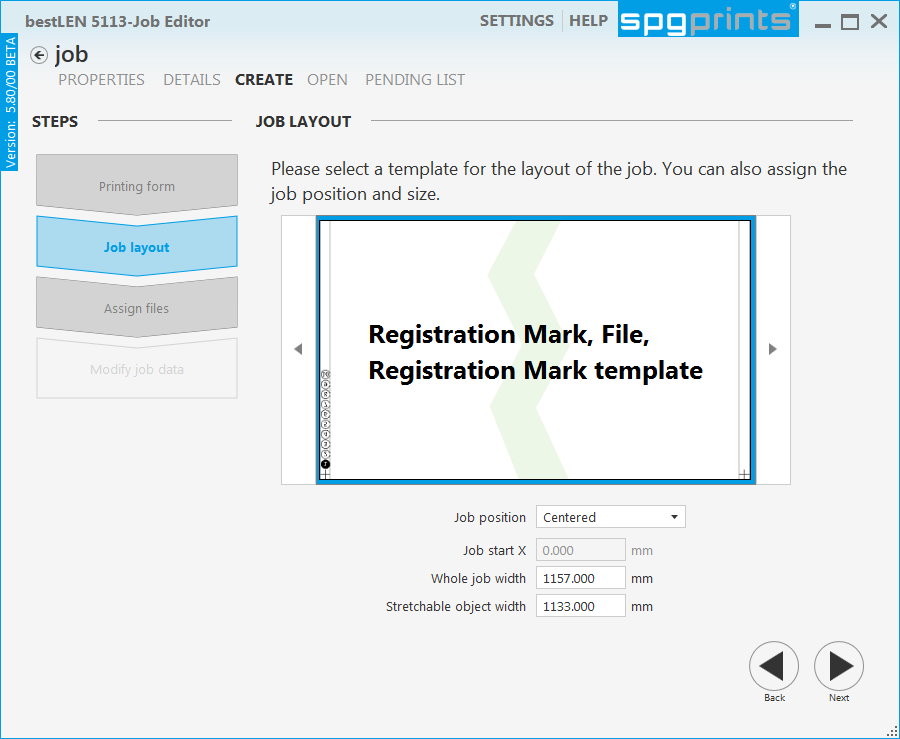 bestLEN 5113-Job Editor
SETTINGS HELP
spgprints®
Version: 5.80/00 BETA
job
PROPERTIES DETAILS CREATE OPEN PENDING LIST
STEPS
Printing form
Job layout
Assign files
Modify job data
JOB LAYOUT
Please select a template for the layout of the job. You can also assign the
job position and size.
Registration Mark, File,
Registration Mark template
Job position Centered
Job start X 0.000 mm
Whole job width 1157.000 mm
Stretchable object width 1133.000 mm
Back Next